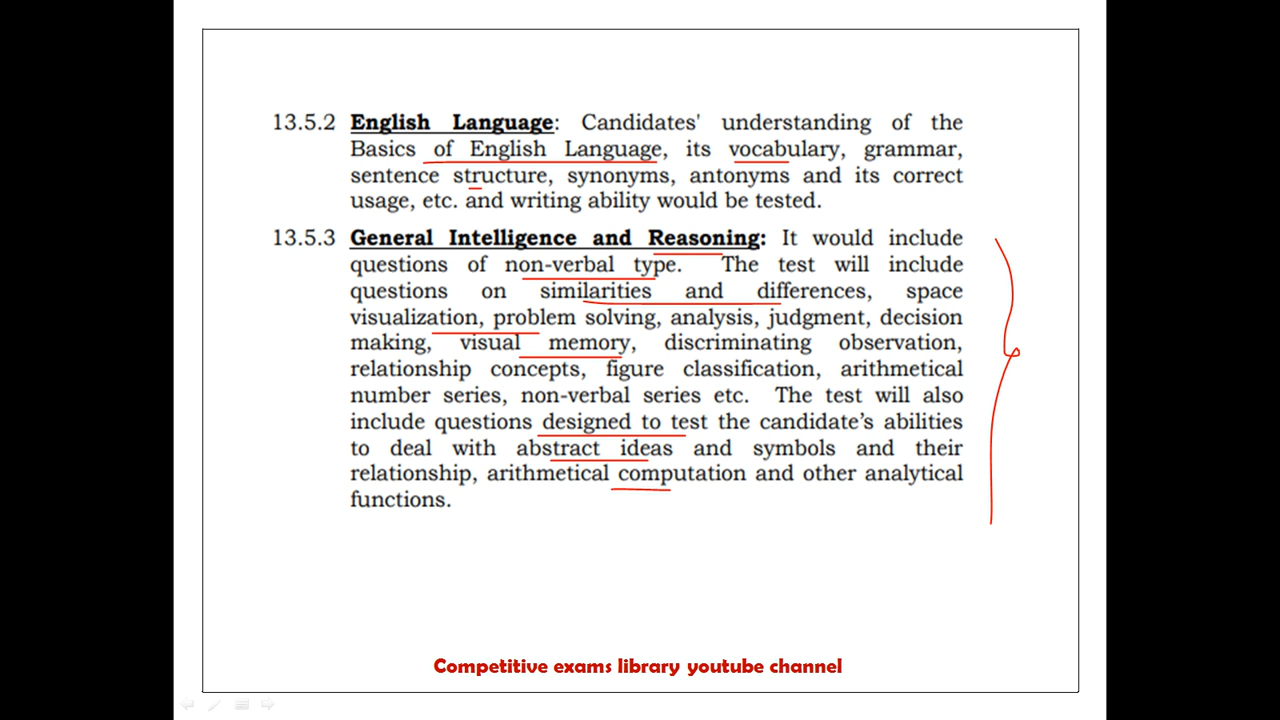 13.5.2 English Language: Candidates' understanding of the
Basics of English Language, its vocabulary, grammar,
sentence structure, synonyms, antonyms and its correct
usage, etc. and writing ability would be tested.
13.5.3 General Intelligence and Reasoning: It would include
questions of non-verbal type. The test will include
questions on similarities and differences, space
visualization, problem solving, analysis, judgment, decision
making, visual memory, discriminating observation,
relationship concepts, figure classification, arithmetical
number series, non-verbal series etc. The test will also
include questions designed to test the candidate’s abilities
to deal with abstract ideas and symbols and their
relationship, arithmetical computation and other analytical
functions.
Competitive exams library youtube channel